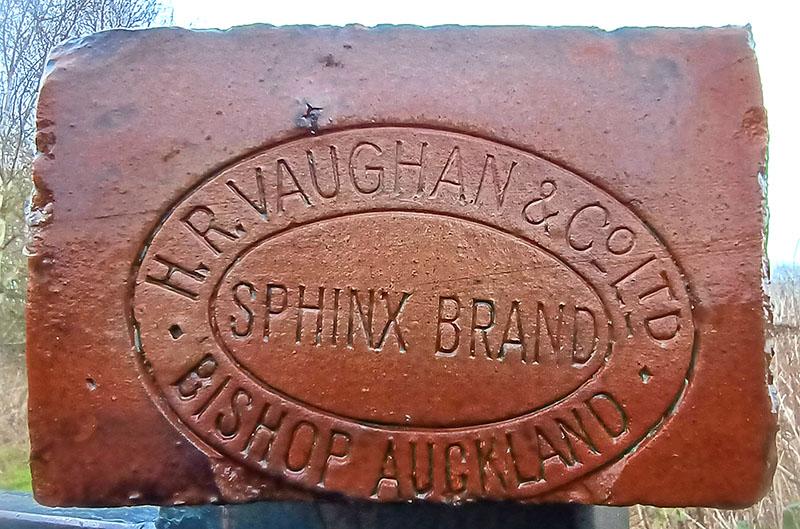 H. R. VAUGHAN & Co LTD
SPHINX BRAND
BISHOP AUCKLAND